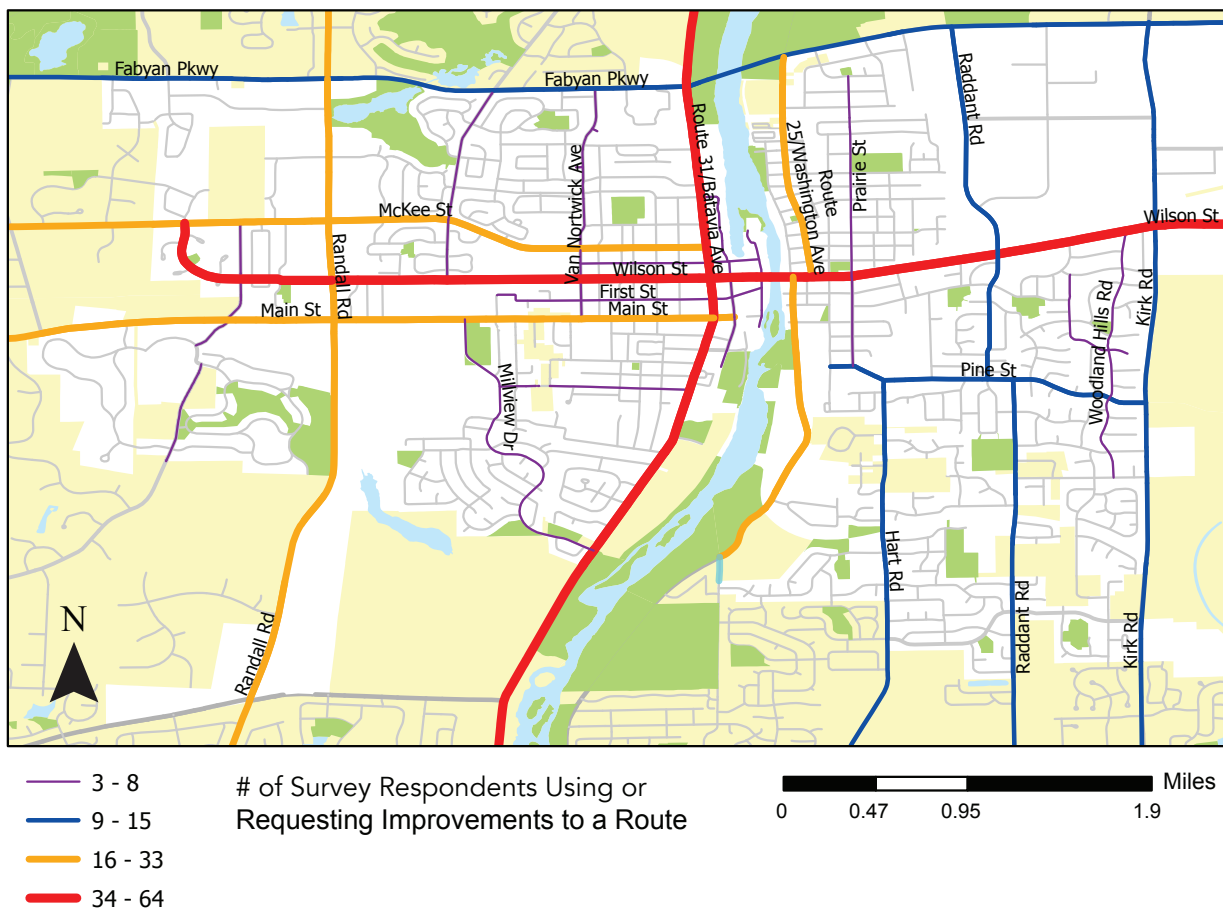 Fabyan Pkwy
Fabyan Pkwy
Raddant Rd
Route 31/Batavia Ave
Route
25/Washington Ave
Prairie St
Van Nortwick Ave
McKee St
Wilson St
Randall Rd
Wilson St
First St
Main St
Main St
Kirk Rd
Woodland Hills Rd
Pine St
Millview Dr
Hart Rd
Raddant Rd
Kirk Rd
Randall Rd
N
3 - 8
9 - 15
16 - 33
34 - 64
# of Survey Respondents Using or
Requesting Improvements to a Route
Miles
0 0.47 0.95 1.9